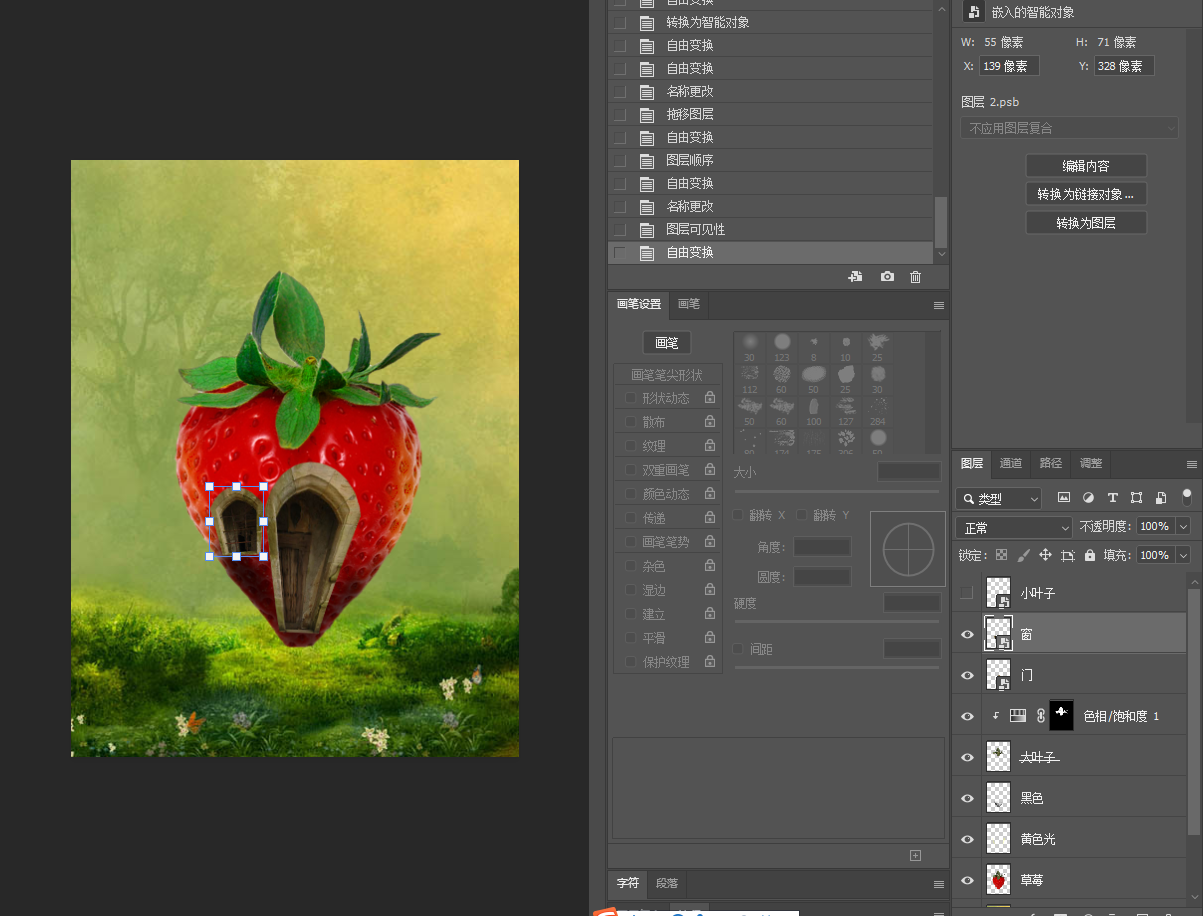 自由变换
转换为智能对象
自由变换
自由变换
名称更改
拖移图层
自由变换
图层顺序
自由变换
名称更改
图层可见性
自由变换
画笔设置 画笔
画笔
画笔笔尖形状
形状动态
散布
纹理
双重画笔
颜色动态
传递
画笔笔势
杂色
湿边
建立
平滑
保护纹理
30 123 8 10 25
112 60 50 25 30
50 60 100 127 284
大小
翻转 X 翻转 Y
角度:
圆度:
硬度
间距
字符 段落
嵌入的智能对象
W: 55 像素 H: 71 像素
X: 139 像素 Y: 328 像素
图层 2.psb
不应用图层复合
编辑内容
转换为链接对象...
转换为图层
图层 通道 路径 调整
类型
正常 不透明度: 100%
锁定: 填充: 100%
小叶子
窗
门
色相/饱和度 1
大叶子
黑色
黄色光
草莓